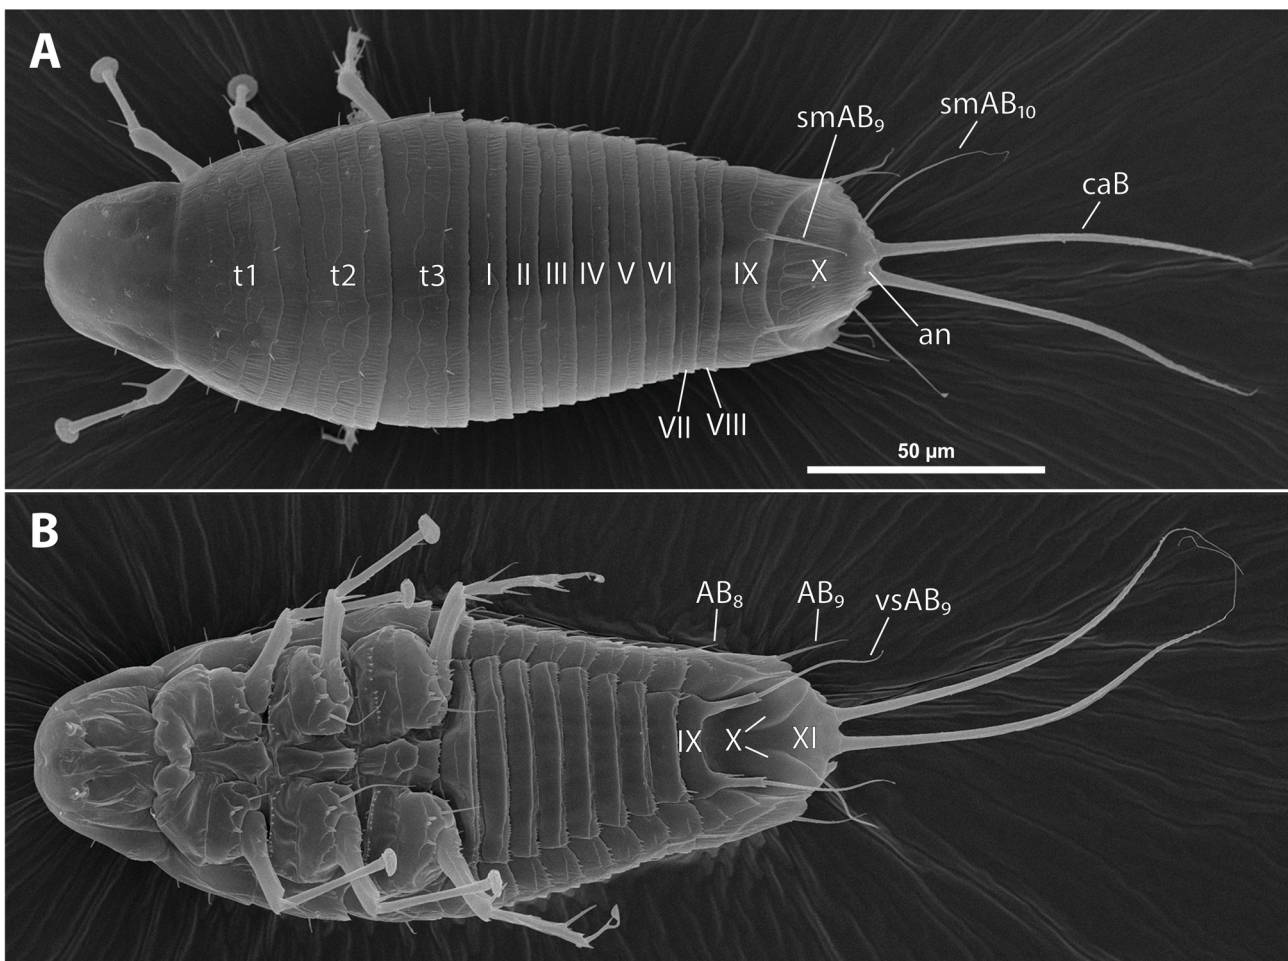 A
smAB₉
smAB₁₀
caB
t1 t2 t3 I II III IV V VI IX X
an
VII VIII
50 µm
B
AB₈ AB₉ vsAB₉
IX X XI